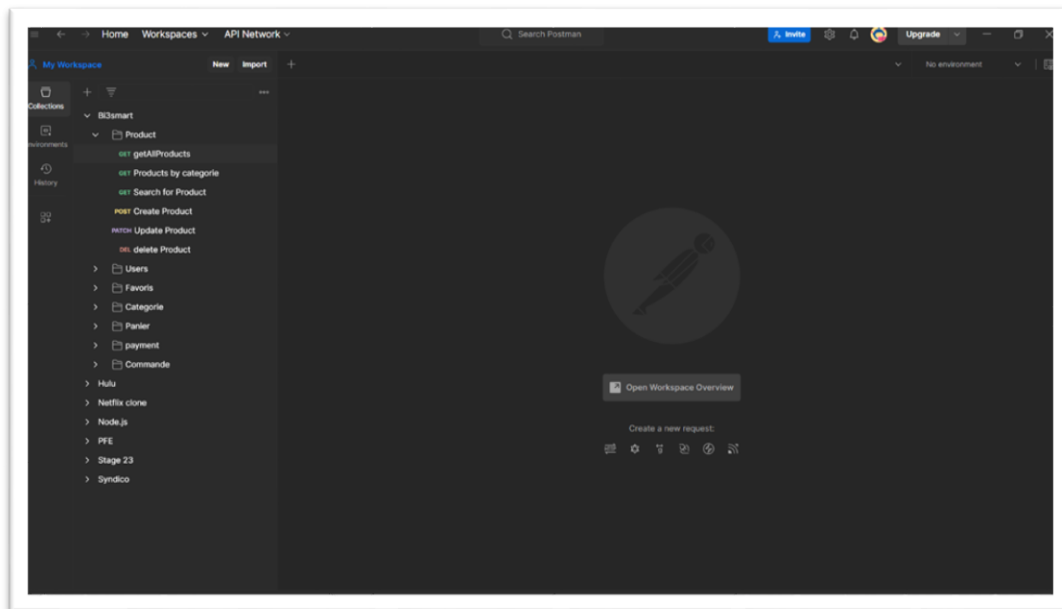 Home Workspaces API Network Search Postman Invite Upgrade
My Workspace New Import No environment
Collections
nvironments
History
Bi3smart
Product
GET getAllProducts
GET Products by categorie
GET Search for Product
POST Create Product
PATCH Update Product
DEL delete Product
Users
Favoris
Categorie
Panier
payment
Commande
Hulu
Netflix clone
Node.js
PFE
Stage 23
Syndico
Open Workspace Overview
Create a new request: